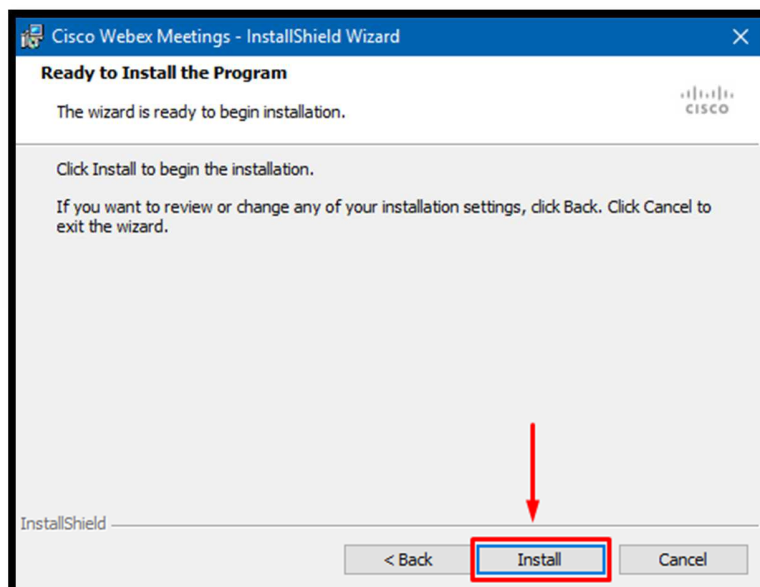 Cisco Webex Meetings - InstallShield Wizard
Ready to Install the Program
The wizard is ready to begin installation.
CISCO
Click Install to begin the installation.
If you want to review or change any of your installation settings, click Back. Click Cancel to
exit the wizard.
InstallShield
< Back
Install
Cancel